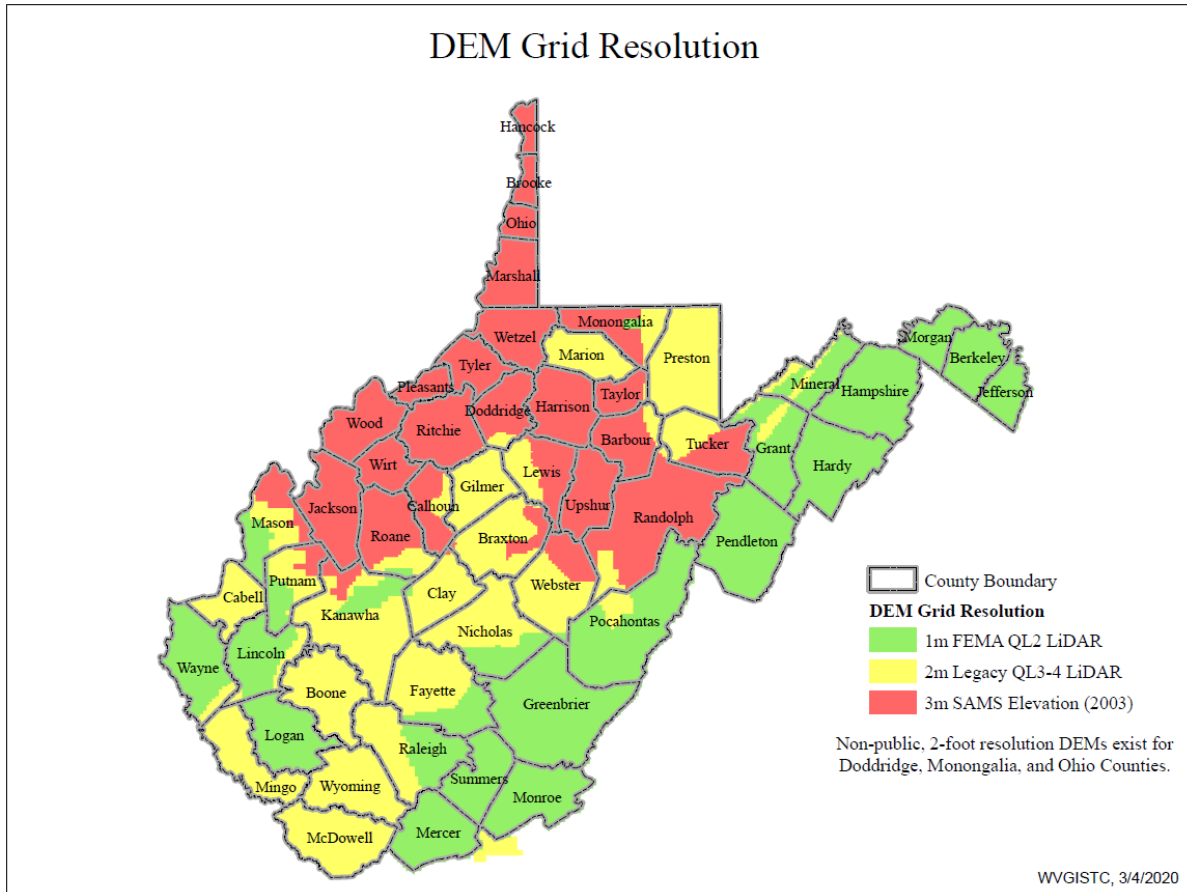 DEM Grid Resolution
Hancock
Brooke
Ohio
Marshall
Wetzel
Monongalia
Marion
Preston
Morgan
Berkeley
Jefferson
Tyler
Pleasants
Mineral
Hampshire
Taylor
Doddridge
Harrison
Wood
Ritchie
Barbour
Tucker
Grant
Hardy
Wirt
Lewis
Gilmer
Jackson
Calhoun
Upshur
Randolph
Mason
Roane
Braxton
Pendleton
Putnam
Webster
Cabell
Clay
Kanawha
Pocahontas
Nicholas
Wayne
Lincoln
Boone
Fayette
Greenbrier
Logan
Raleigh
Summers
Mingo
Wyoming
Monroe
McDowell
Mercer
County Boundary
DEM Grid Resolution
1m FEMA QL2 LiDAR
2m Legacy QL3-4 LiDAR
3m SAMS Elevation (2003)
Non-public, 2-foot resolution DEMs exist for
Doddridge, Monongalia, and Ohio Counties.
WVGISTC, 3/4/2020